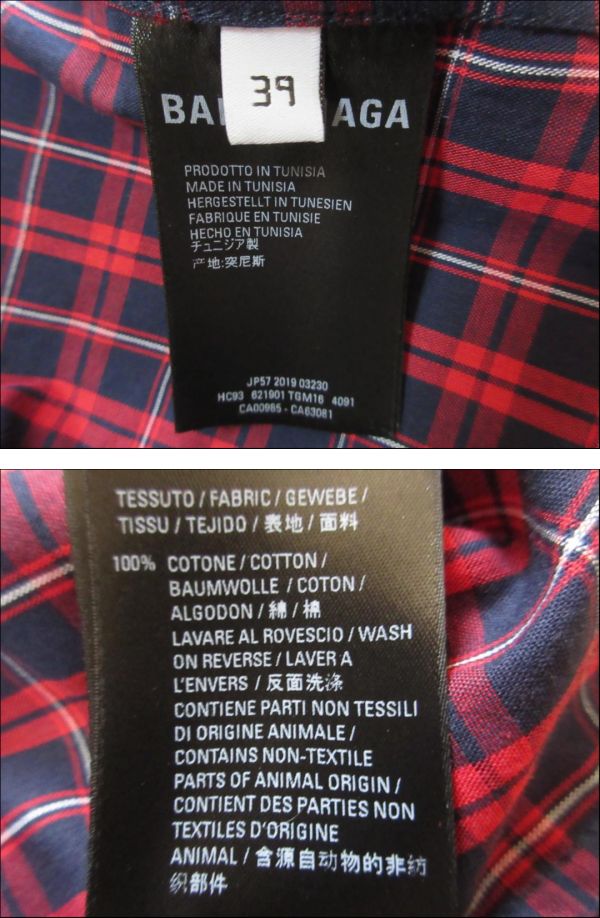 39
BA AGA
PRODOTTO IN TUNISIA
MADE IN TUNISIA
HERGESTELLT IN TUNESIEN
FABRIQUE EN TUNISIE
HECHO EN TUNISIA
チュニジア製
产地:突尼斯
JP57 2019 03230
HC93 621901 TGM16 4091
CA00985 - CA63081
TESSUTO / FABRIC / GEWEBE /
TISSU / TEJIDO / 表地 / 面料
100% COTONE / COTTON /
BAUMWOLLE / COTON /
ALGODON / 綿 / 棉
LAVARE AL ROVESCIO / WASH
ON REVERSE / LAVER A
L'ENVERS / 反面洗涤
CONTIENE PARTI NON TESSILI
DI ORIGINE ANIMALE /
CONTAINS NON-TEXTILE
PARTS OF ANIMAL ORIGIN /
CONTIENT DES PARTIES NON
TEXTILES D'ORIGINE
ANIMAL / 含源自动物的非纺
织部件